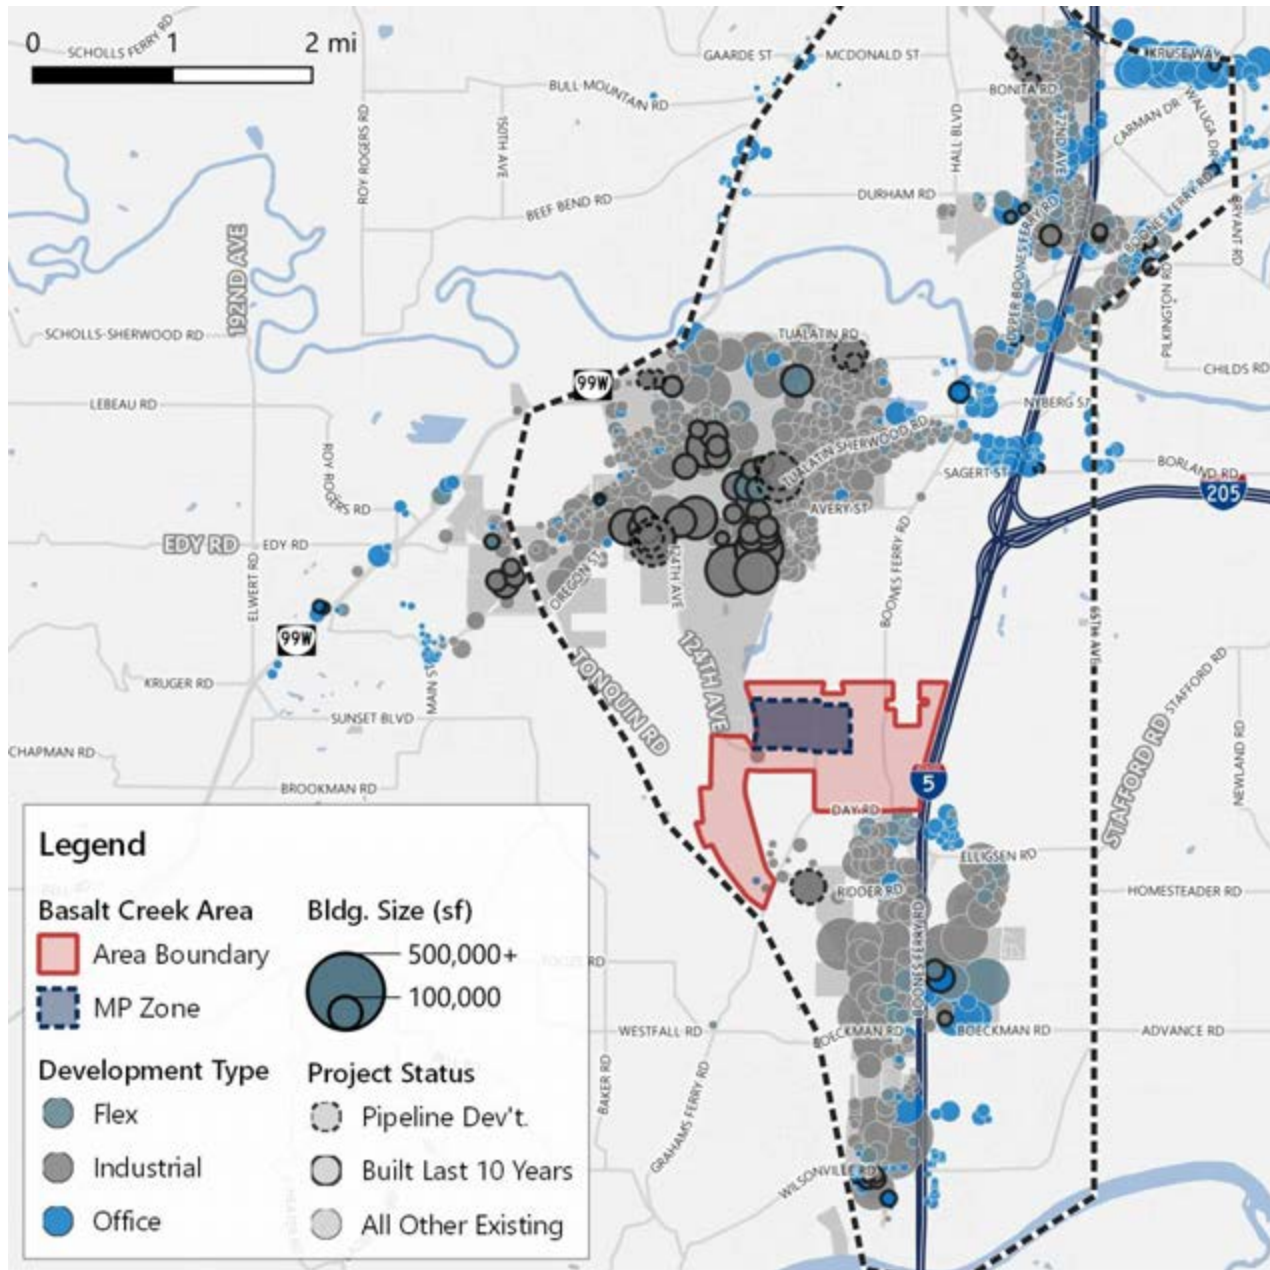 0 1 2 mi
SCHOLLS FERRY RD
GAARDE ST
MCDONALD ST
KRUSE WAY
BULL MOUNTAIN RD
BONITA RD
ROY ROGERS RD
150TH AVE
HALL BLVD
72ND AVE
CARMAN DR
WALUGA DR
DURHAM RD
BEEF BEND RD
UPPER BOONES FERRY RD
BOONES FERRY RD
BRYANT RD
192ND AVE
PILKINGTON RD
SCHOLLS-SHERWOOD RD
TUALATIN RD
CHILDS RD
99W
LEBEAU RD
NYBERG ST
TUALATIN SHERWOOD RD
ROY ROGERS RD
SAGERT ST
BORLAND RD
205
AVERY ST
EDY RD
EDY RD
ELWERT RD
OREGON ST
124TH AVE
BOONES FERRY RD
65TH AVE
99W
KRUGER RD
MAIN ST
TONQUIN RD
124TH AVE
STAFFORD RD
STAFFORD RD
NEWLAND RD
SUNSET BLVD
CHAPMAN RD
BROOKMAN RD
5
DAY RD
ELLIGSEN RD
RIDDER RD
HOMESTEADER RD
BOONES FERRY RD
WESTFALL RD
BOECKMAN RD
BOECKMAN RD
ADVANCE RD
BAKER RD
GRAHAMS FERRY RD
WILSONVILLE RD
Legend
Basalt Creek Area
Area Boundary
MP Zone
Bldg. Size (sf)
500,000+
100,000
Development Type
Flex
Industrial
Office
Project Status
Pipeline Dev't.
Built Last 10 Years
All Other Existing